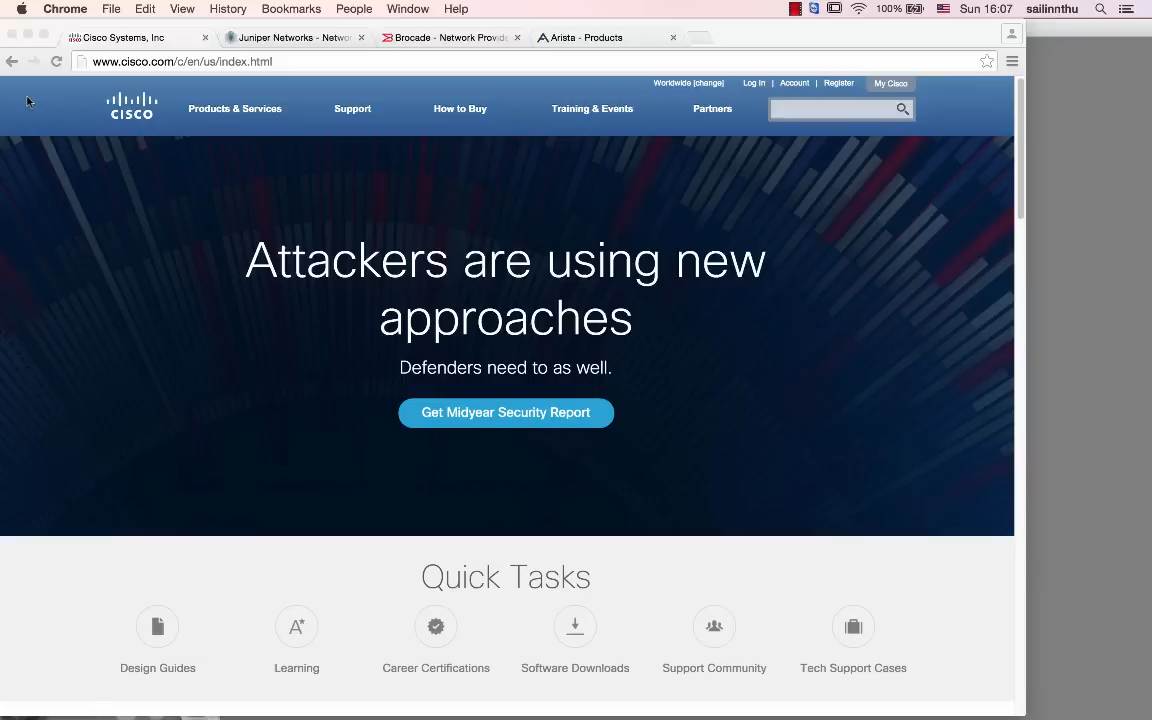 Chrome File Edit View History Bookmarks People Window Help 100% Sun 16:07 sailinnthu
Cisco Systems, Inc Juniper Networks - Networ Brocade - Network Provide Arista - Products
www.cisco.com/c/en/us/index.html
Worldwide [change] Log In | Account | Register My Cisco
CISCO Products & Services Support How to Buy Training & Events Partners
Attackers are using new
approaches
Defenders need to as well.
Get Midyear Security Report
Quick Tasks
Design Guides Learning Career Certifications Software Downloads Support Community Tech Support Cases